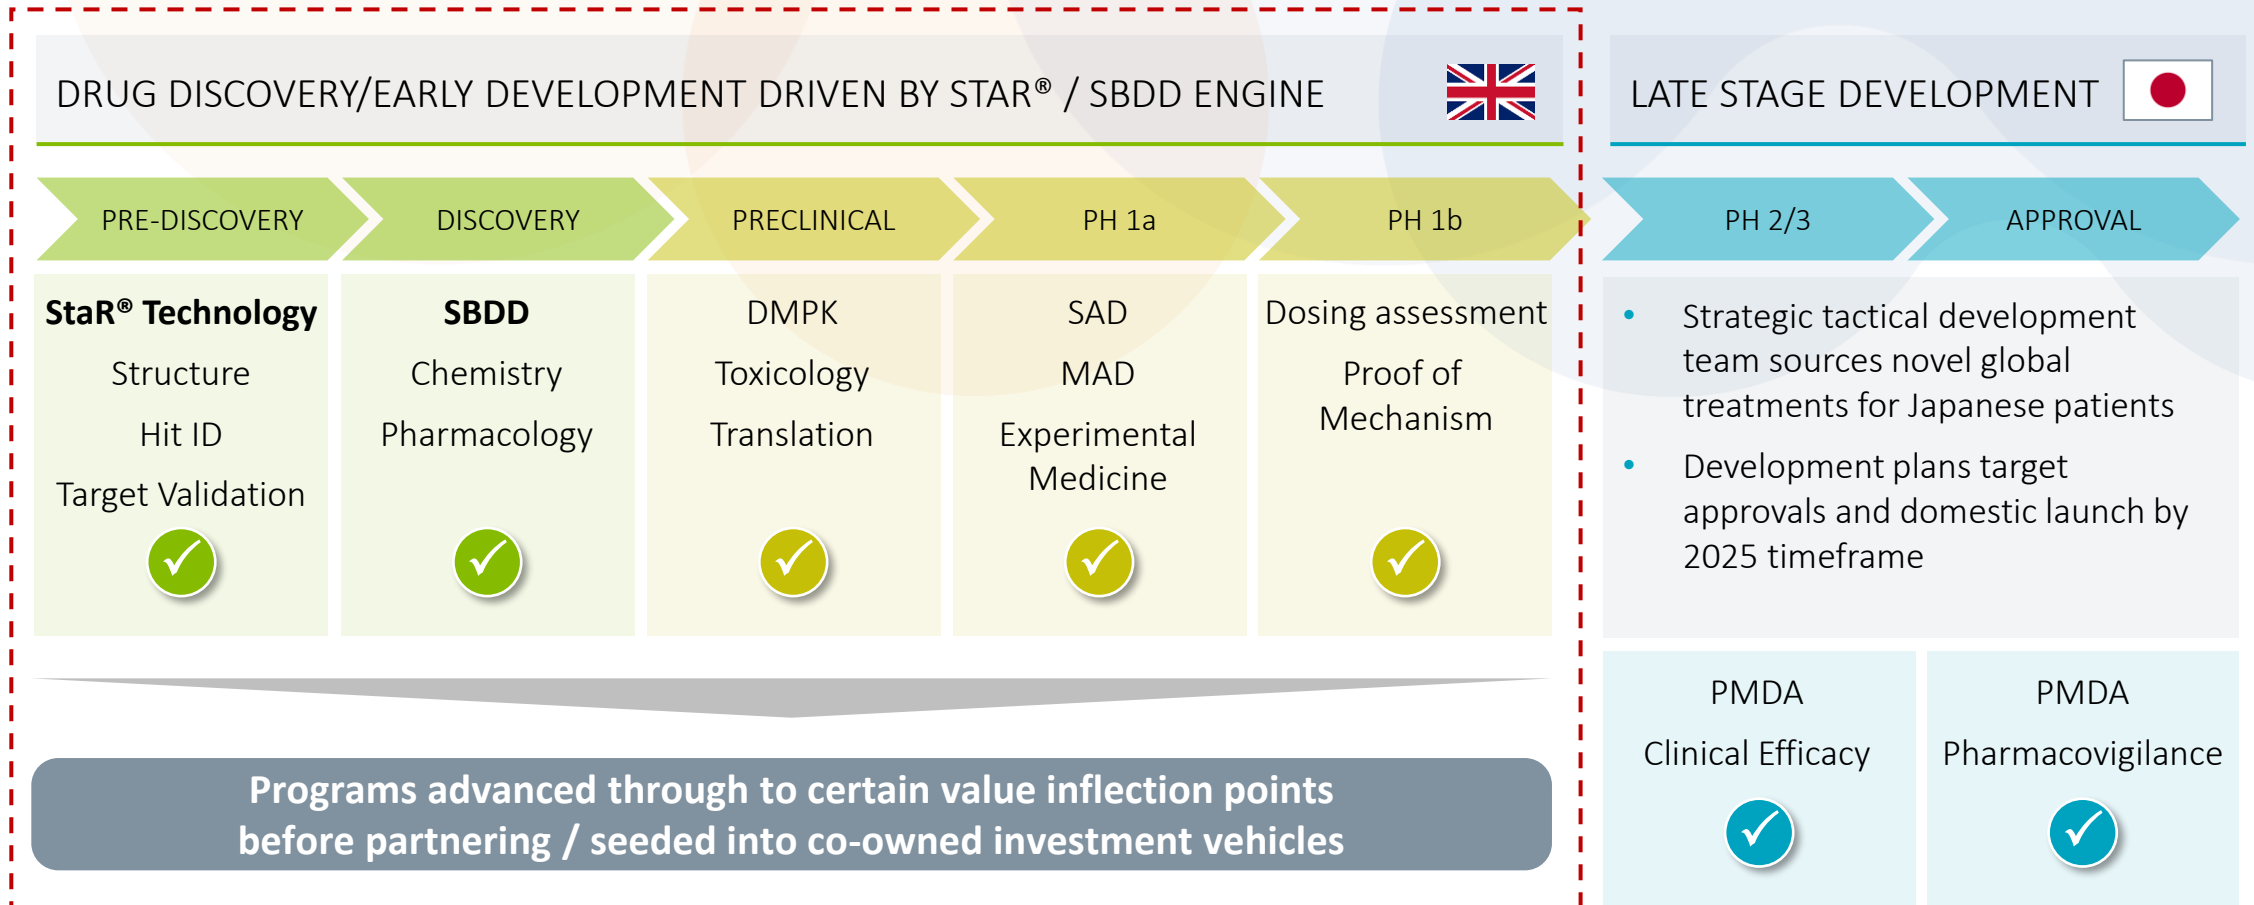 DRUG DISCOVERY/EARLY DEVELOPMENT DRIVEN BY STAR® / SBDD ENGINE
LATE STAGE DEVELOPMENT
PRE-DISCOVERY
DISCOVERY
PRECLINICAL
PH 1a
PH 1b
PH 2/3
APPROVAL
StaR® Technology
Structure
Hit ID
Target Validation
SBDD
Chemistry
Pharmacology
DMPK
Toxicology
Translation
SAD
MAD
Experimental
Medicine
Dosing assessment
Proof of
Mechanism
• Strategic tactical development
team sources novel global
treatments for Japanese patients
• Development plans target
approvals and domestic launch by
2025 timeframe
Programs advanced through to certain value inflection points
before partnering / seeded into co-owned investment vehicles
PMDA
Clinical Efficacy
PMDA
Pharmacovigilance